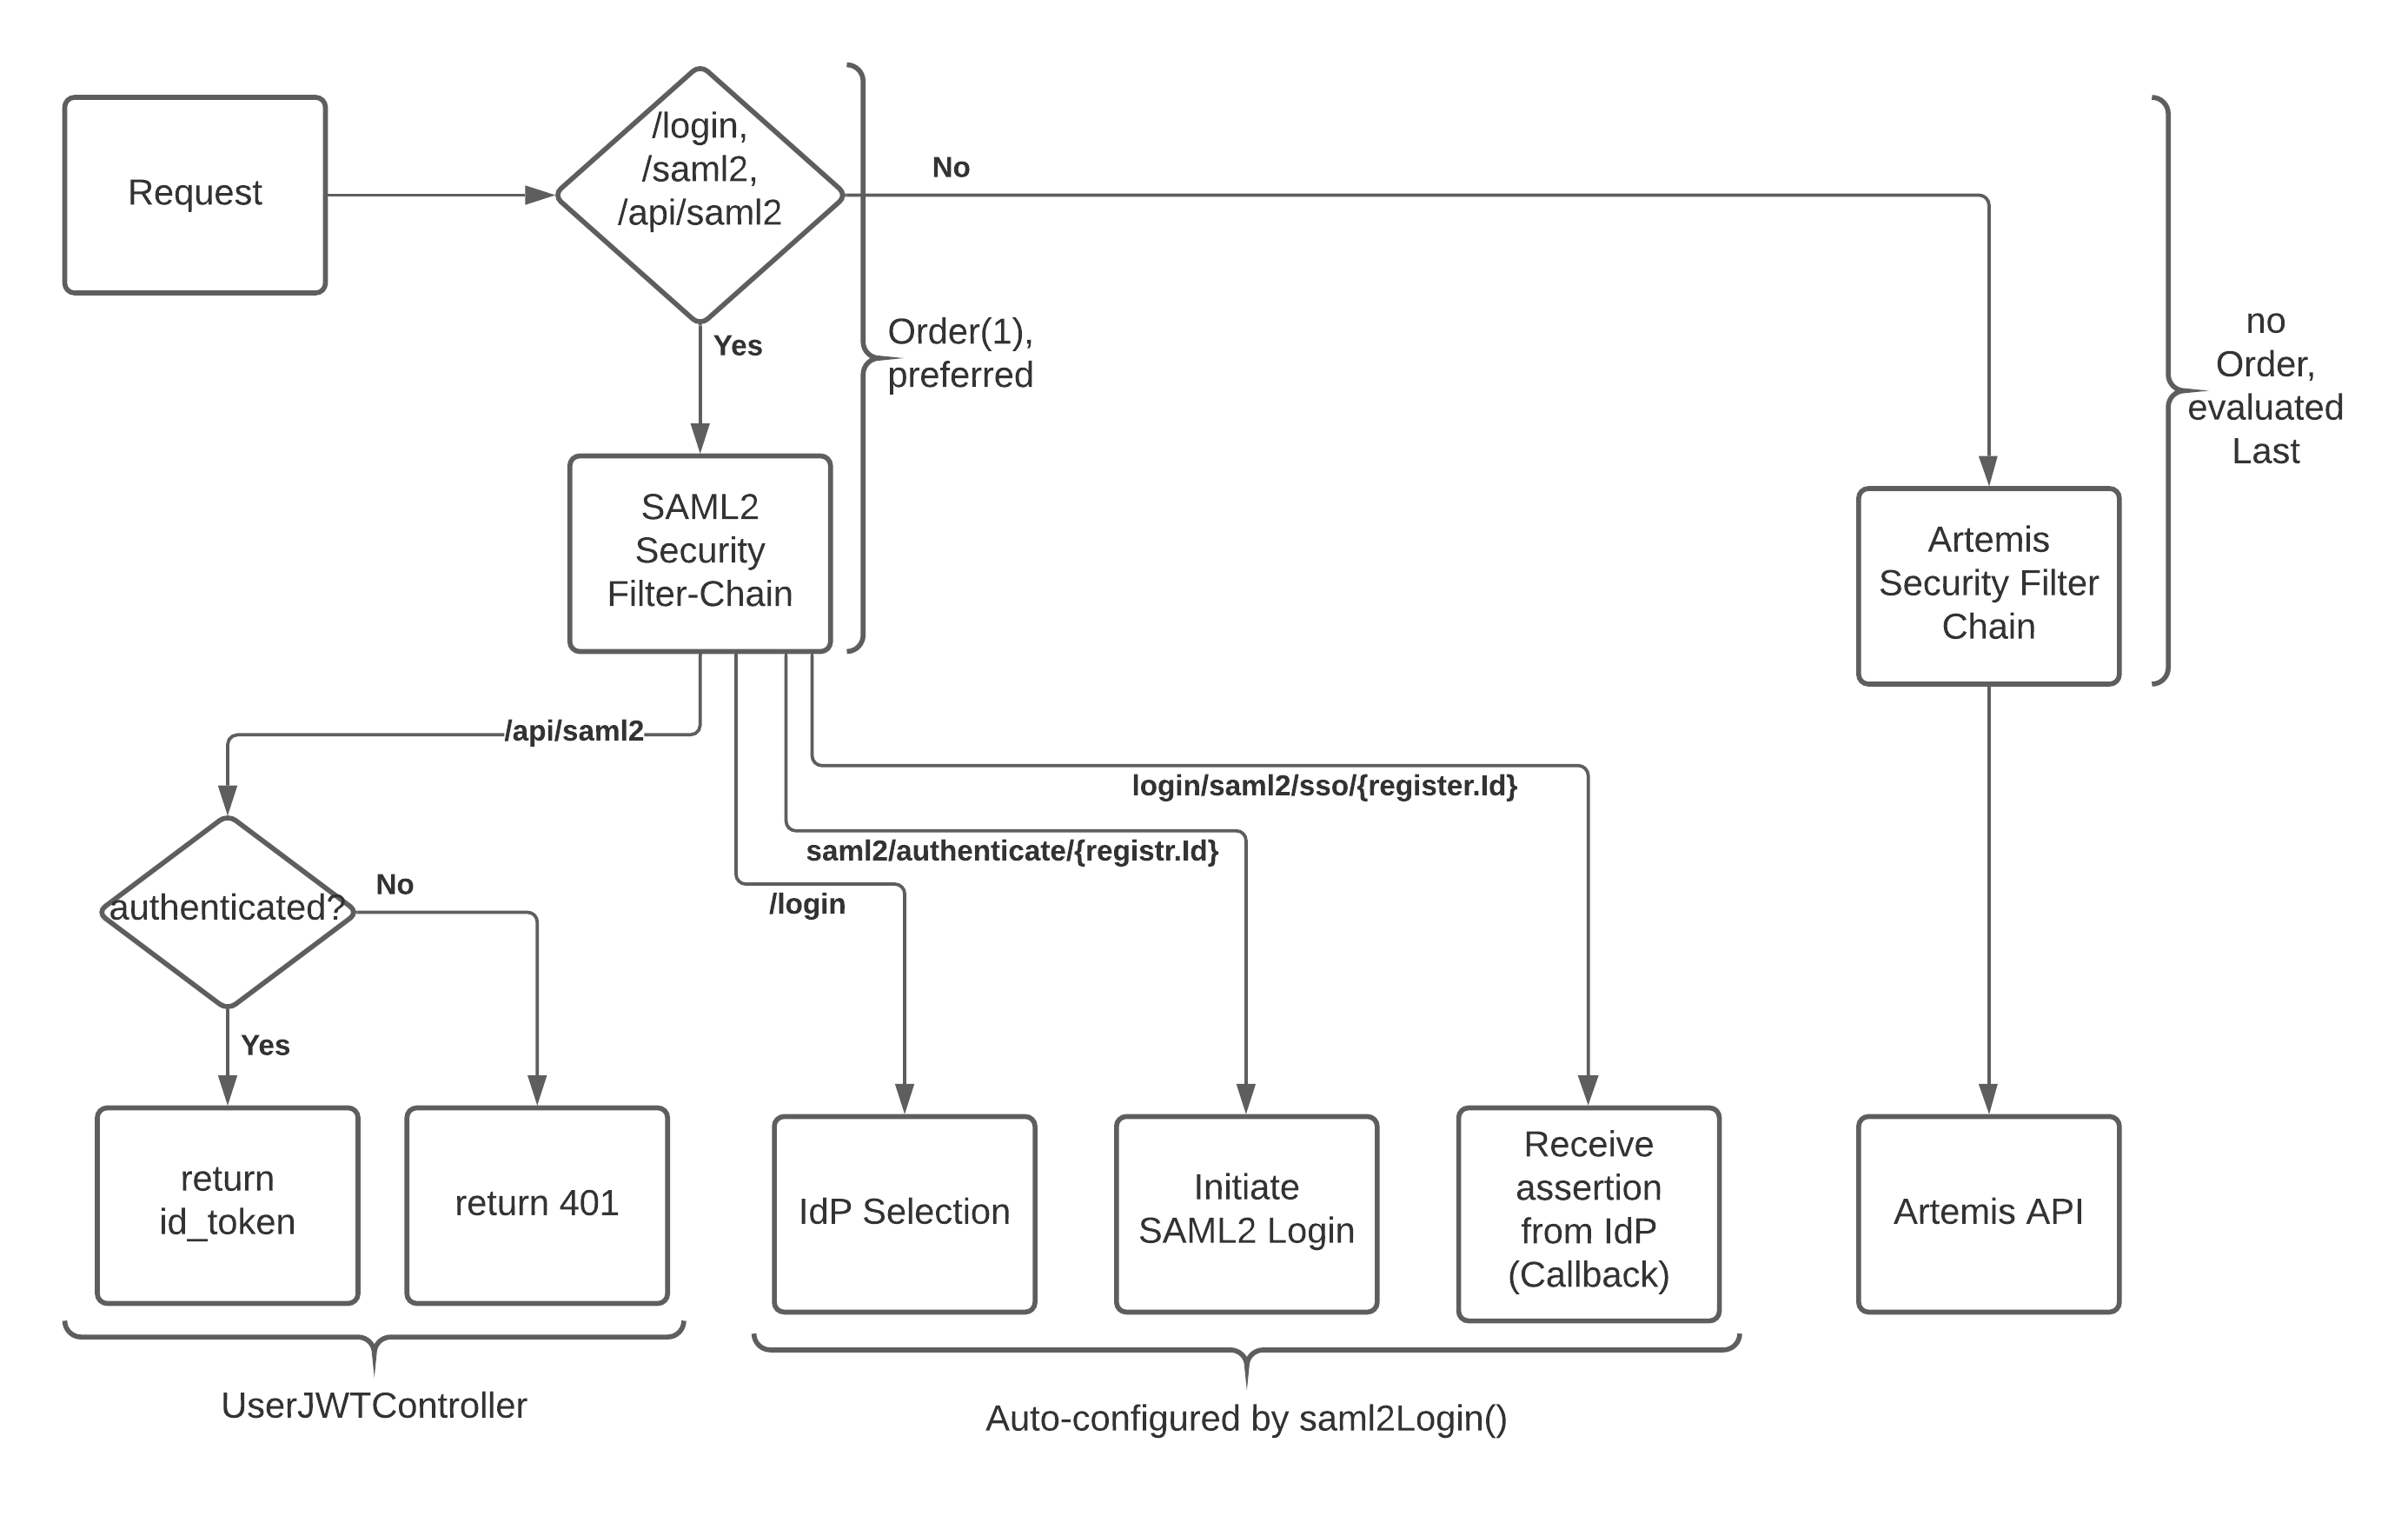 Request
/login,
/saml2,
/api/saml2
No
Yes
Order(1),
preferred
no
Order,
evaluated
Last
SAML2
Security
Filter-Chain
Artemis
Security Filter
Chain
/api/saml2
login/saml2/sso/{register.Id}
saml2/authenticate/{registr.Id}
/login
authenticated?
No
Yes
return
id_token
return 401
IdP Selection
Initiate
SAML2 Login
Receive
assertion
from IdP
(Callback)
Artemis API
UserJWTController
Auto-configured by saml2Login()